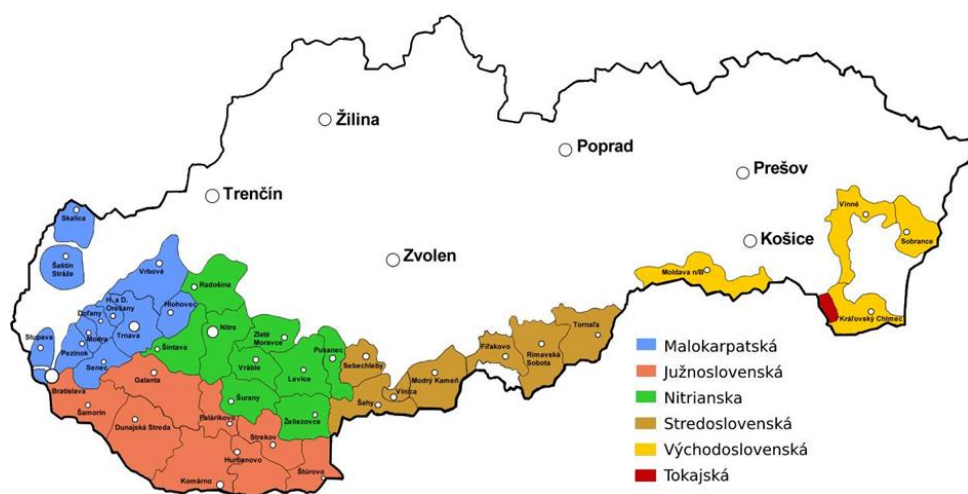 Žilina
Poprad
Prešov
Trenčín
Vinné
Skalica
Sobrance
Košice
Zvolen
Šaštín
Stráže
Vrbové
Moldava n/B
Radošina
H. a D.
Orešany
Hlohovec
Doľany
Kráľovský Chlmec
Tornaľa
Stupava
Modra
Trnava
Nitra
Zlaté
Moravce
Pezinok
Šintava
Pukanec
Fiľakovo
Rimavská
Sobota
Senec
Vráble
Sebechleby
Galanta
Levice
Modrý Kameň
Bratislava
Vinica
Šurany
Šahy
Šamorín
Palárikovo
Želiezovce
Dunajská Streda
Strekov
Hurbanovo
Štúrovo
Komárno
Malokarpatská
Južnoslovenská
Nitrianska
Stredoslovenská
Východoslovenská
Tokajská